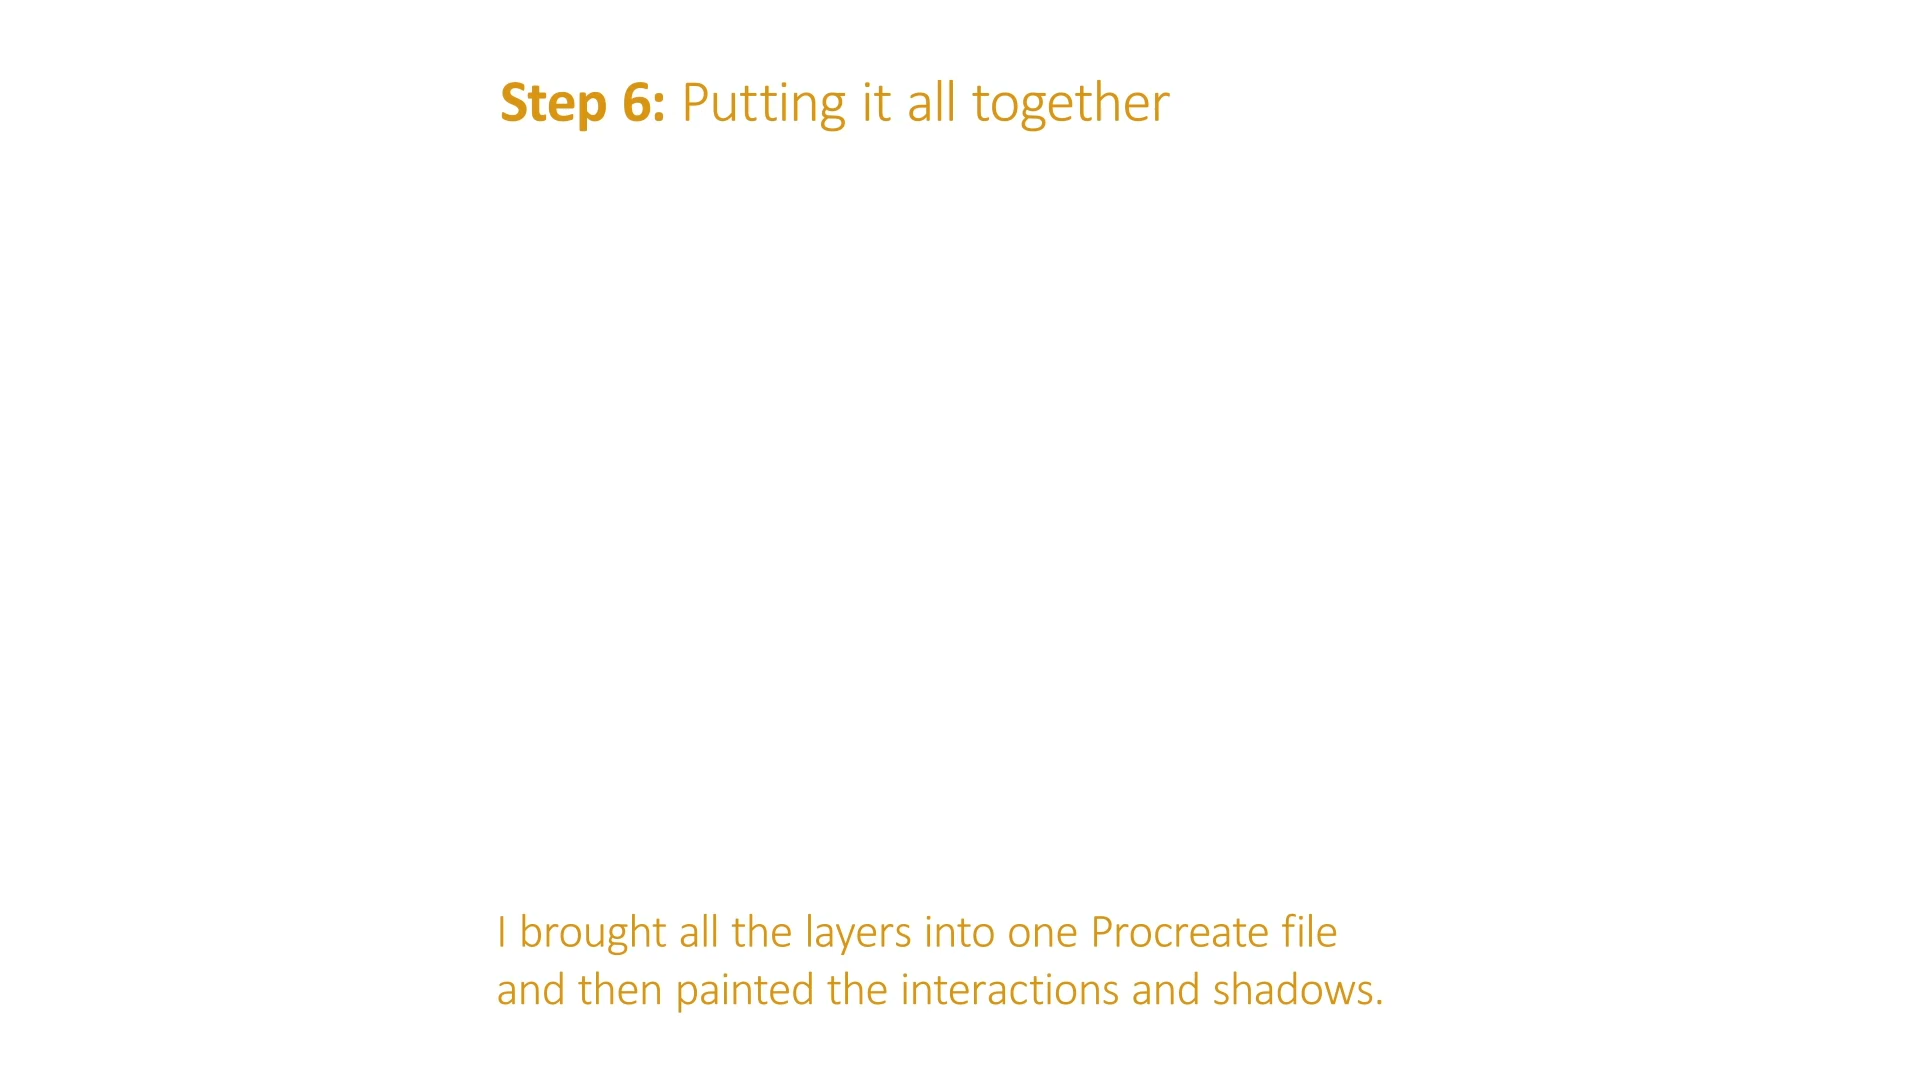 Step 6: Putting it all together
I brought all the layers into one Procreate file
and then painted the interactions and shadows.